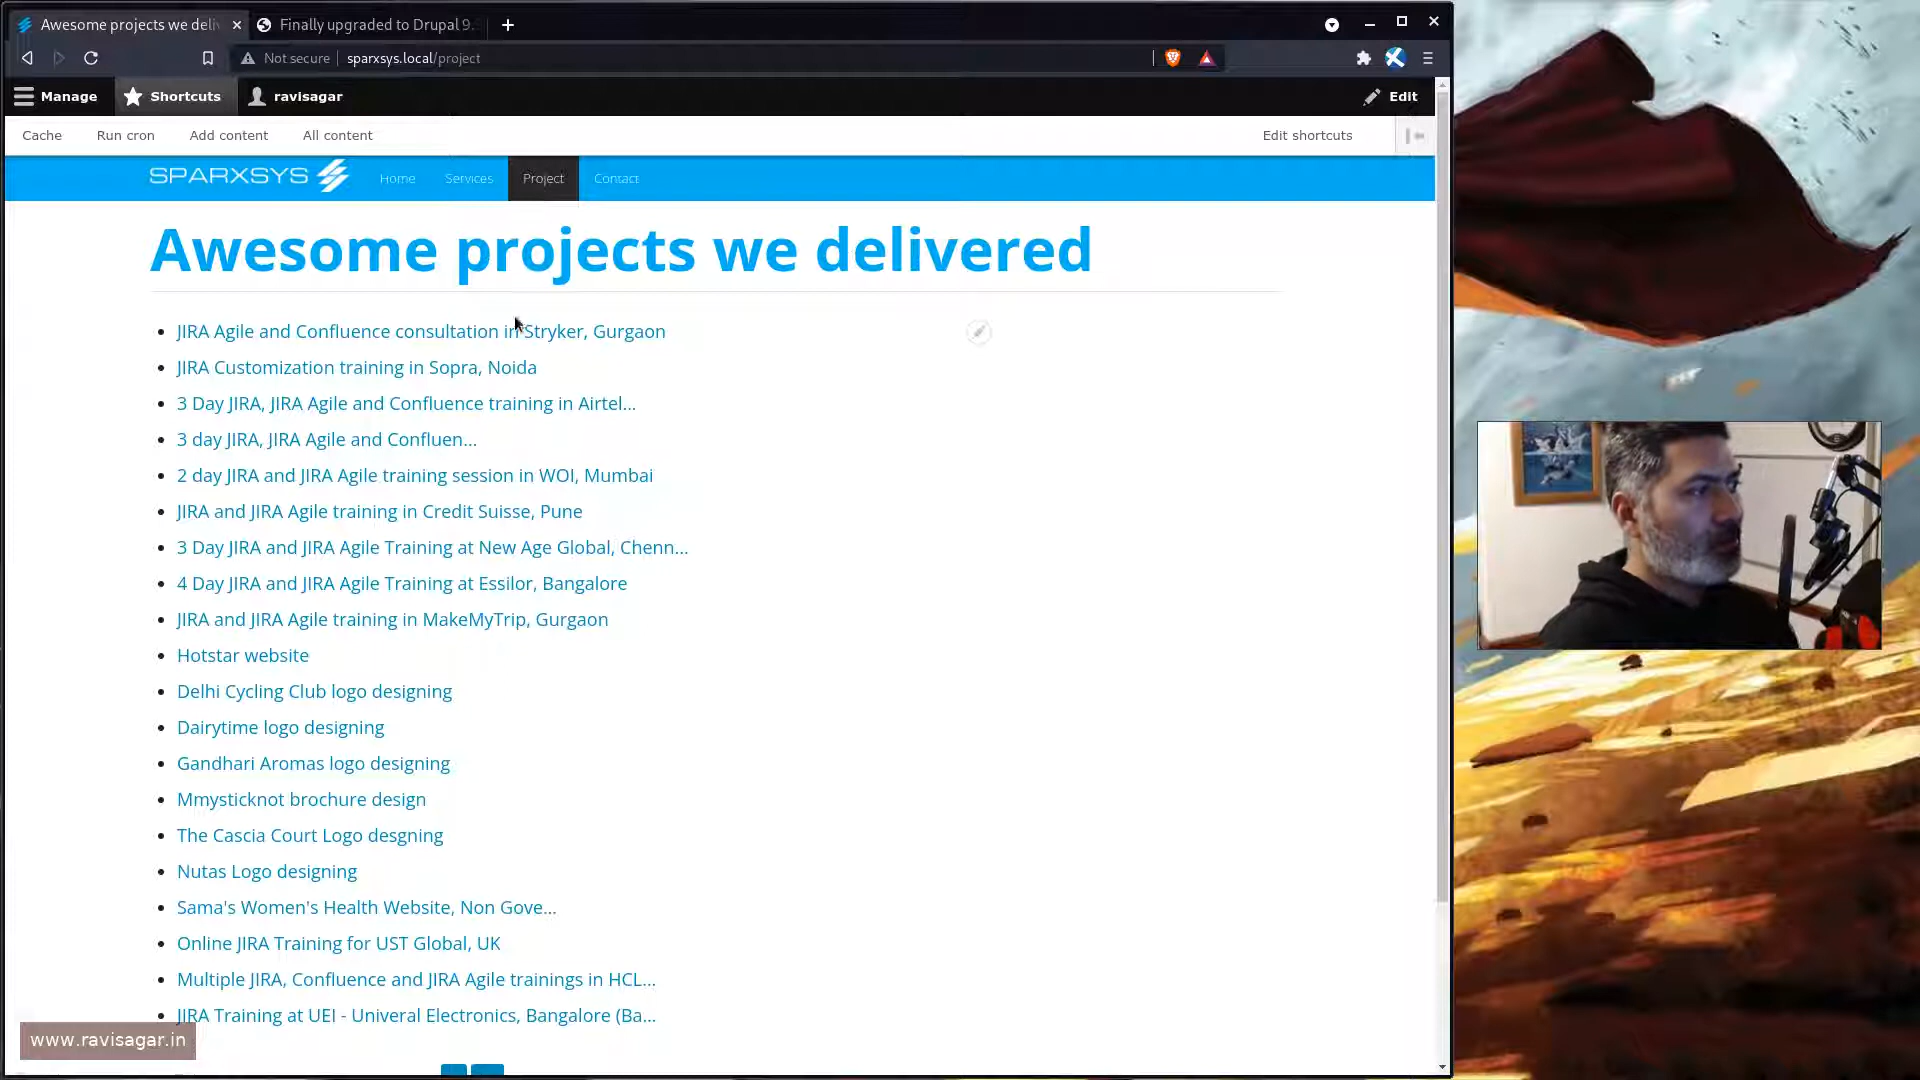 Awesome projects we deli
Finally upgraded to Drupal 9.
Not secure
sparxsys.local/project
Manage
Shortcuts
ravisagar
Edit
Cache
Run cron
Add content
All content
Edit shortcuts
SPARXSYS
Home
Services
Project
Contact
Awesome projects we delivered
JIRA Agile and Confluence consultation in Stryker, Gurgaon
JIRA Customization training in Sopra, Noida
3 Day JIRA, JIRA Agile and Confluence training in Airtel...
3 day JIRA, JIRA Agile and Confluen...
2 day JIRA and JIRA Agile training session in WOI, Mumbai
JIRA and JIRA Agile training in Credit Suisse, Pune
3 Day JIRA and JIRA Agile Training at New Age Global, Chenn...
4 Day JIRA and JIRA Agile Training at Essilor, Bangalore
JIRA and JIRA Agile training in MakeMyTrip, Gurgaon
Hotstar website
Delhi Cycling Club logo designing
Dairytime logo designing
Gandhari Aromas logo designing
Mmysticknot brochure design
The Cascia Court Logo desgning
Nutas Logo designing
Sama's Women's Health Website, Non Gove...
Online JIRA Training for UST Global, UK
Multiple JIRA, Confluence and JIRA Agile trainings in HCL...
JIRA Training at UEI - Univeral Electronics, Bangalore (Ba...
www.ravisagar.in